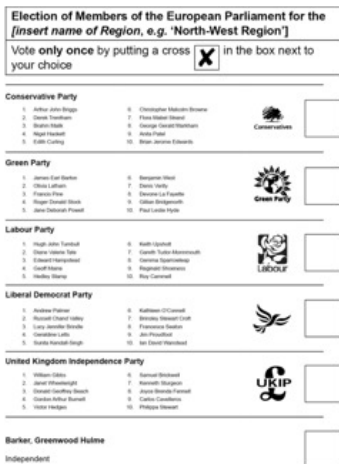 Election of Members of the European Parliament for the
[insert name of Region, e.g. ‘North-West Region’]
Vote only once by putting a cross X in the box next to
your choice
Conservative Party
1. Arthur John Briggs 6. Christopher Malcolm Browne
2. Derek Trentham 7. Flora Mabel Strand
3. Brahm Malik 8. George Gerald Markham
4. Nigel Haskett 9. Anita Patel
5. Edith Curling 10. Brian Jerome Edwards
Conservatives
Green Party
1. James Earl Barton 6. Benjamin West
2. Olivia Latham 7. Denis Verity
3. Francis Pine 8. Devone La Fayette
4. Roger Donald Stock 9. Gillian Bridgenorth
5. Jane Deborah Powell 10. Paul Leslie Hyde
Green Party
Labour Party
1. Hugh John Turnbull 6. Keith Upshott
2. Diana Valerie Tate 7. Gareth Tudor Monmouth
3. Edward Hampstead 8. Gemma
4. Geoff Mains 9. Reginald
5. Hedley Stamp 10. Roy Cammell
Labour
Liberal Democrat Party
1. Andrew Palmer 6. Kathleen O'Connell
2. Russell Chand Valley 7. Brinsley Stewart Croft
3. Lucy Jennifer Brindle 8. Francesca Seaton
4. Geraldine Letts 9. Jim Proudfoot
5. Sunita Kendall-Singh 10. Ian David Wanstead
United Kingdom Independence Party
1. William Gibbs 6. Samuel Brickwell
2. Janet Wheelwright 7. Kenneth Sturgeon
3. Donald Geoffrey Beach 8. Joyce Brenda Fennell
4. Gordon Arthur Burnell 9. Carlos Cavalleros
5. Victor Hedges 10. Philippa Stewart
UKIP
Barker, Greenwood Hulme
Independent